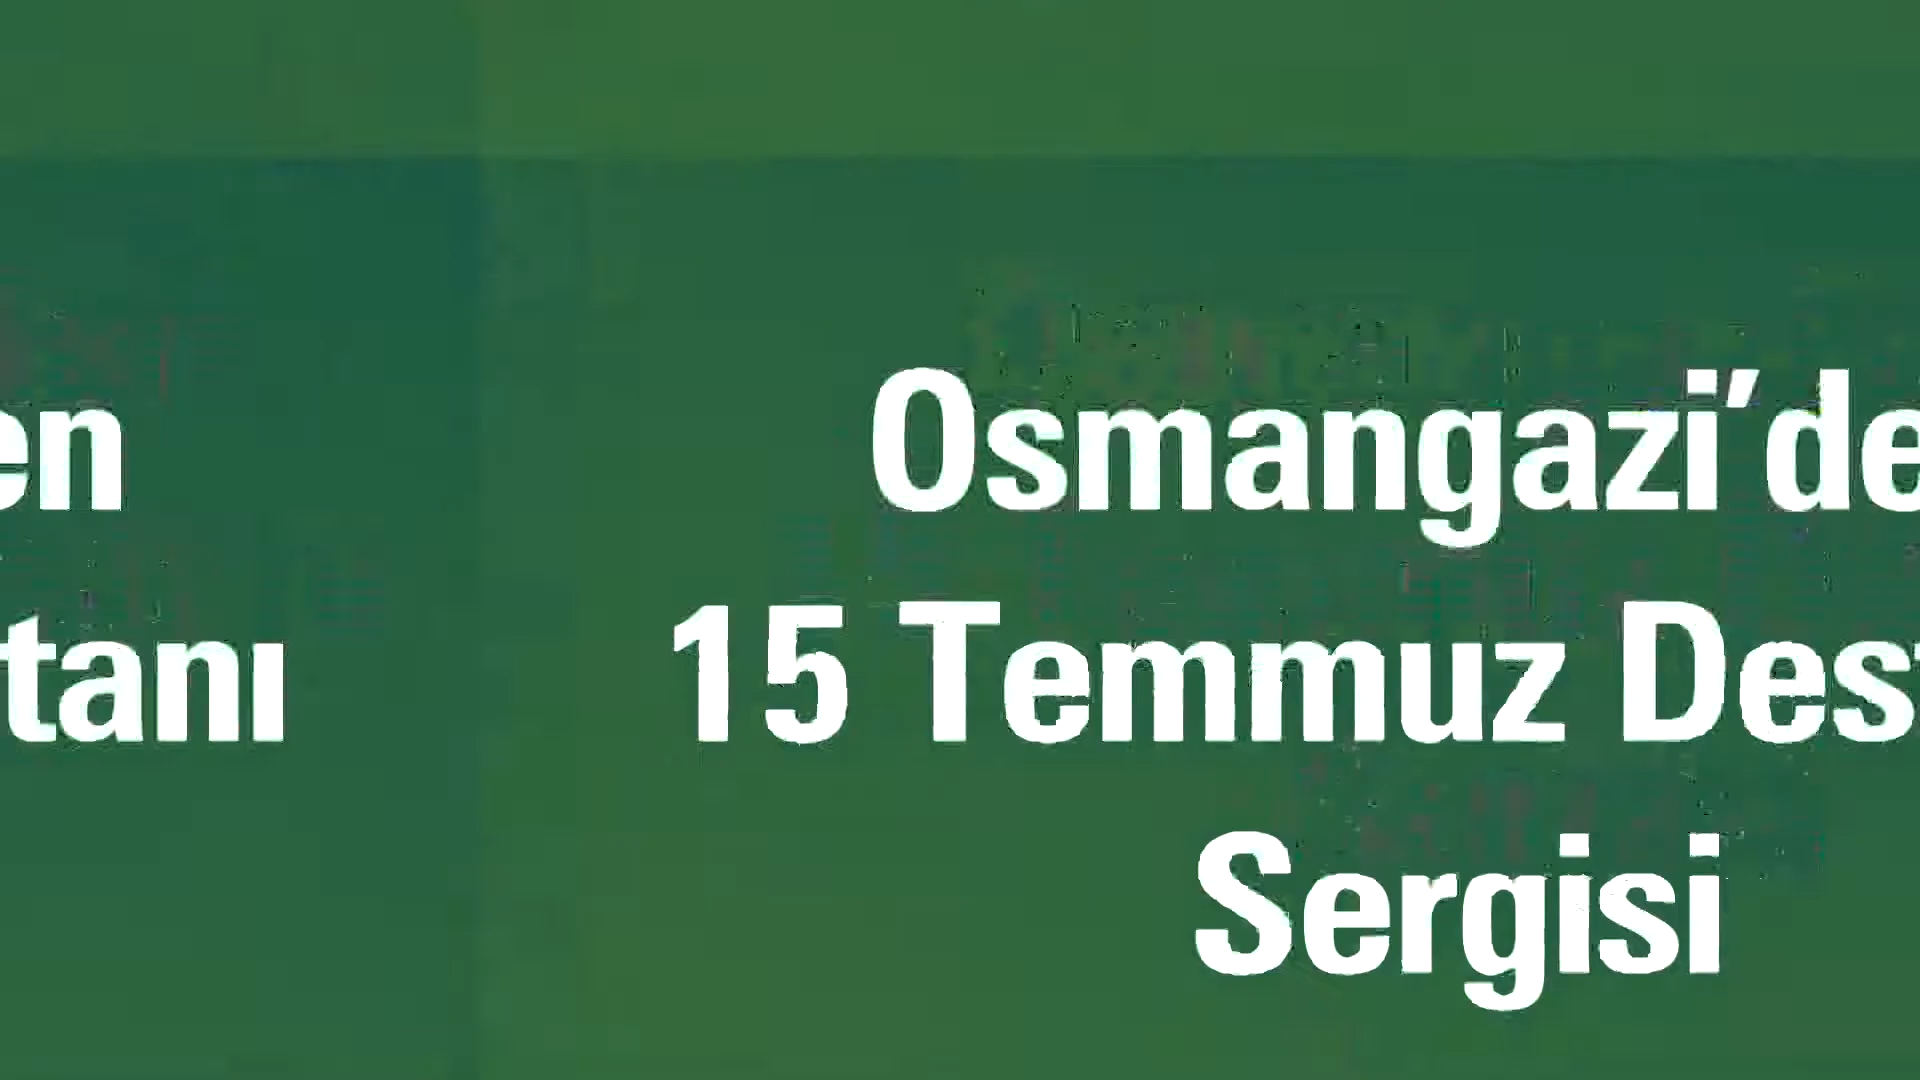 en
tanı
Osmangazi'de
15 Temmuz Des
Sergisi